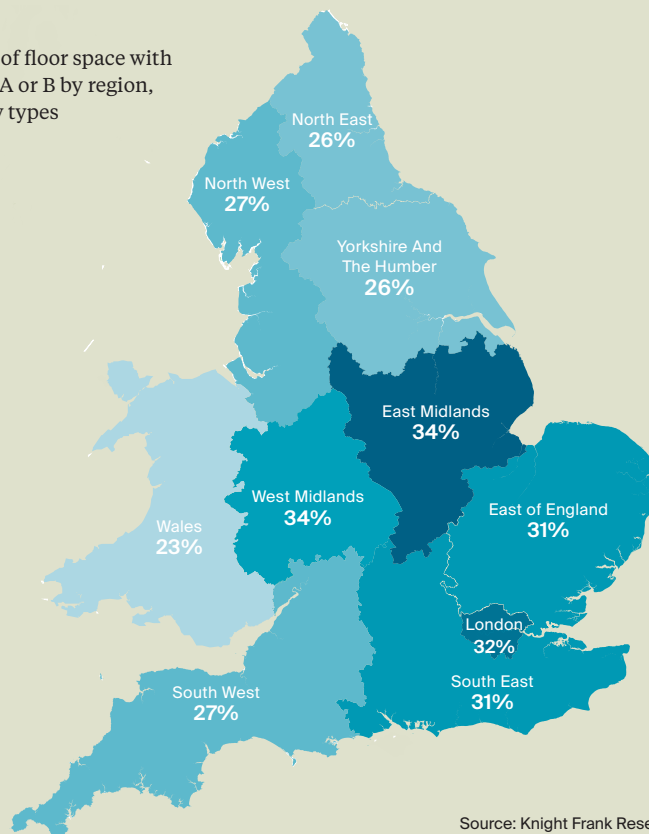 of floor space with
A or B by region,
types
North East
26%
North West
27%
Yorkshire And
The Humber
26%
East Midlands
34%
West Midlands
34%
East of England
31%
Wales
23%
London
32%
South East
31%
South West
27%
Source: Knight Frank